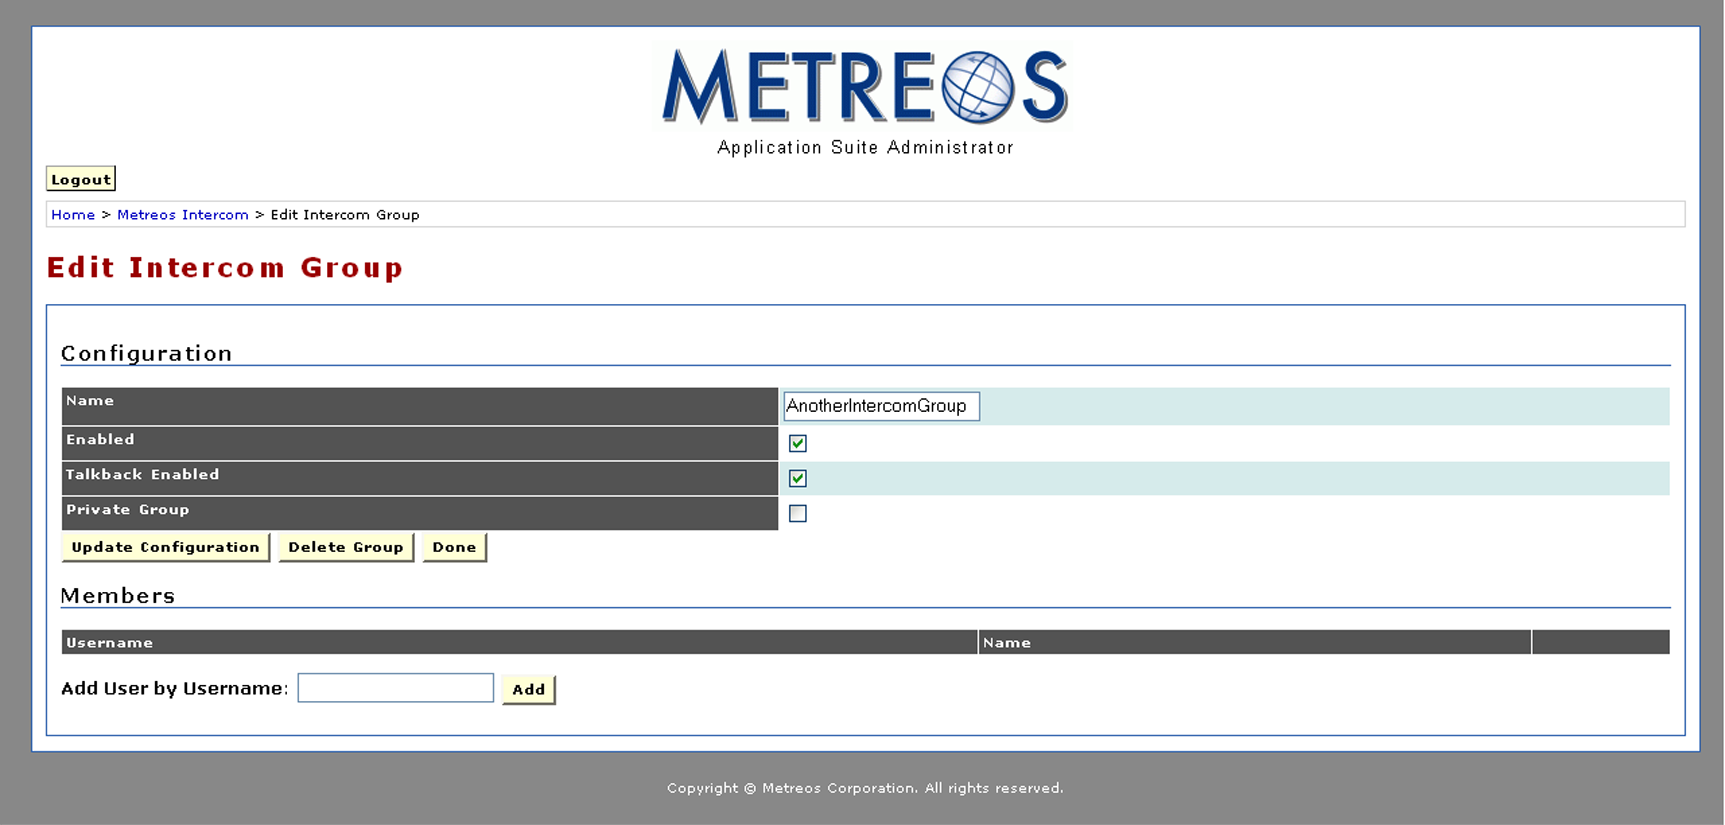 METREOS
Application Suite Administrator
Logout
Home > Metreos Intercom > Edit Intercom Group
Edit Intercom Group
Configuration
Name AnotherIntercomGroup
Enabled
Talkback Enabled
Private Group
Update Configuration Delete Group Done
Members
Username Name
Add User by Username: Add
Copyright © Metreos Corporation. All rights reserved.